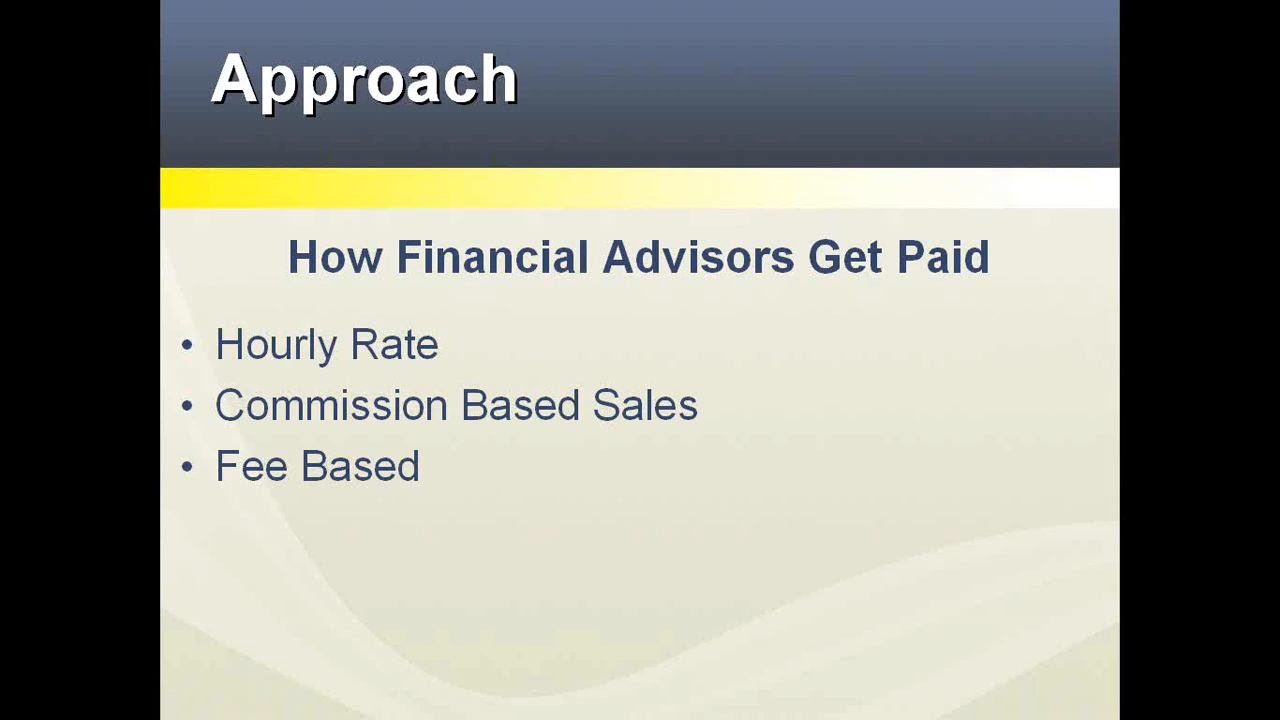 Approach
How Financial Advisors Get Paid
• Hourly Rate
• Commission Based Sales
• Fee Based